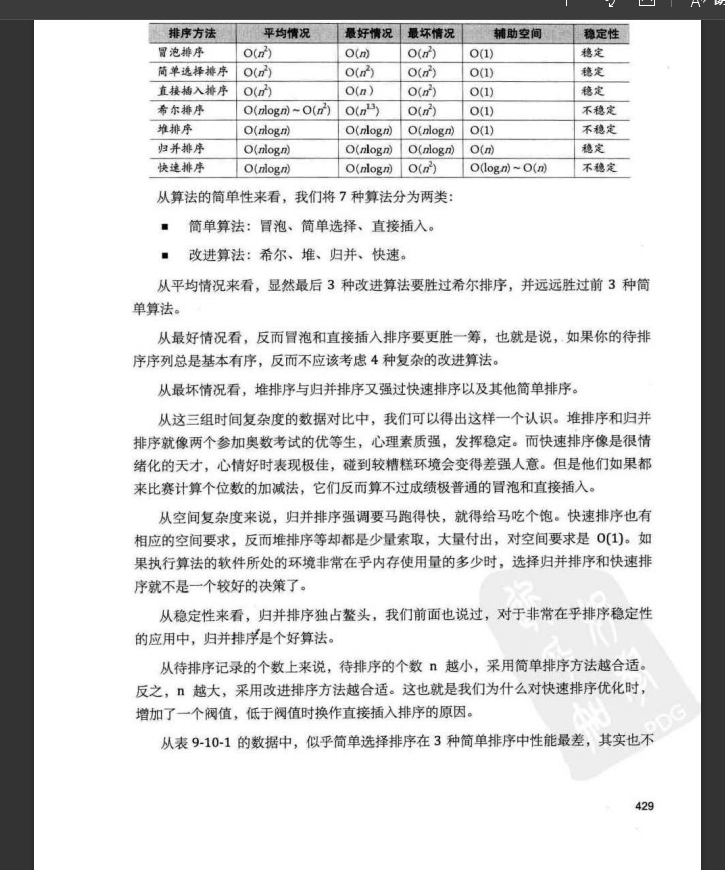 排序方法 平均情况 最好情况 最坏情况 辅助空间 稳定性
冒泡排序 O(n²) O(n) O(n²) O(1) 稳定
简单选择排序 O(n²) O(n²) O(n²) O(1) 稳定
直接插入排序 O(n²) O(n) O(n²) O(1) 稳定
希尔排序 O(nlogn)~O(n²) O(n¹·³) O(n²) O(1) 不稳定
堆排序 O(nlogn) O(nlogn) O(nlogn) O(1) 不稳定
归并排序 O(nlogn) O(nlogn) O(nlogn) O(n) 稳定
快速排序 O(nlogn) O(nlogn) O(n²) O(logn)~O(n) 不稳定
从算法的简单性来看，我们将 7 种算法分为两类：
■ 简单算法：冒泡、简单选择、直接插入。
■ 改进算法：希尔、堆、归并、快速。
从平均情况来看，显然最后 3 种改进算法要胜过希尔排序，并远远胜过前 3 种简
单算法。
从最好情况看，反而冒泡和直接插入排序要更胜一筹，也就是说，如果你的待排
序序列总是基本有序，反而不应该考虑 4 种复杂的改进算法。
从最坏情况看，堆排序与归并排序又强过快速排序以及其他简单排序。
从这三组时间复杂度的数据对比中，我们可以得出这样一个认识。堆排序和归并
排序就像两个参加奥数考试的优等生，心理素质强，发挥稳定。而快速排序像是很情
绪化的天才，心情好时表现极佳，碰到较糟糕环境会变得差强人意。但是他们如果都
来比赛计算个位数的加减法，它们反而算不过成绩极普通的冒泡和直接插入。
从空间复杂度来说，归并排序强调要马跑得快，就得给马吃个饱。快速排序也有
相应的空间要求，反而堆排序等却都是少量索取，大量付出，对空间要求是 O(1)。如
果执行算法的软件所处的环境非常在乎内存使用量的多少时，选择归并排序和快速排
序就不是一个较好的决策了。
从稳定性来看，归并排序独占鳌头，我们前面也说过，对于非常在乎排序稳定性
的应用中，归并排序是个好算法。
从待排序记录的个数上来说，待排序的个数 n 越小，采用简单排序方法越合适。
反之，n 越大，采用改进排序方法越合适。这也就是我们为什么对快速排序优化时，
增加了一个阀值，低于阀值时换作直接插入排序的原因。
从表 9-10-1 的数据中，似乎简单选择排序在 3 种简单排序中性能最差，其实也不
PDG
429